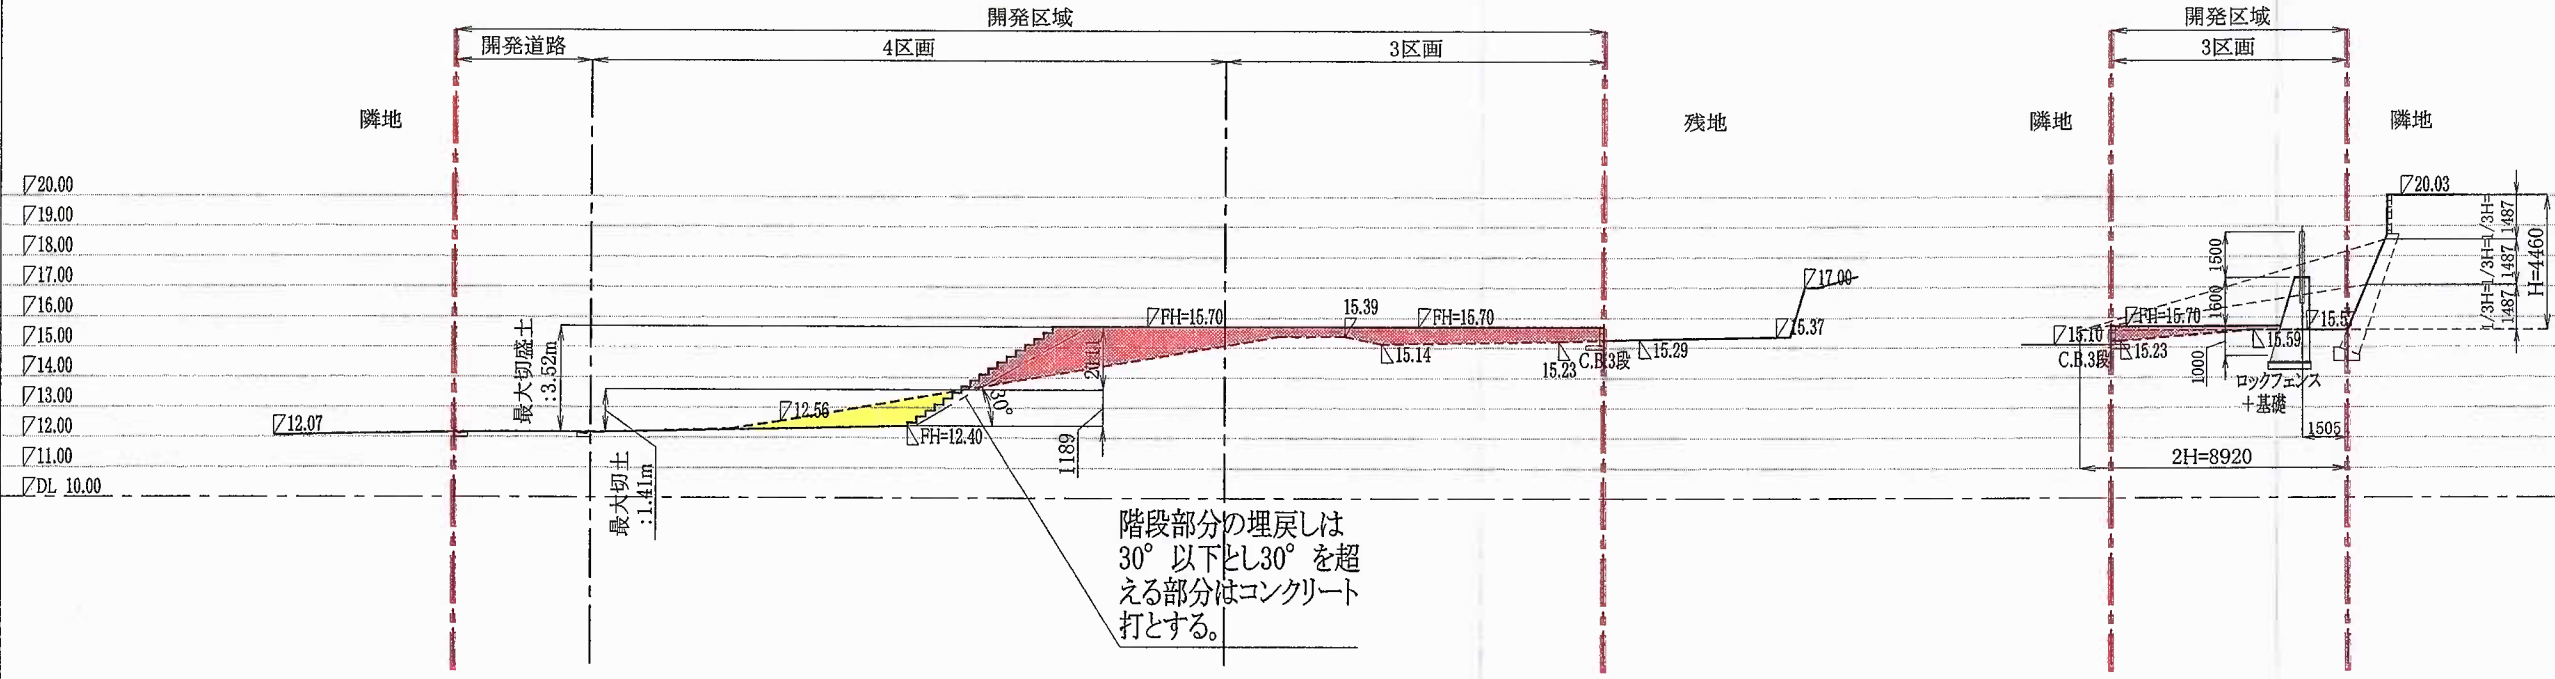 開発区域
開発道路
4区画
3区画
開発区域
3区画
隣地
残地
隣地
隣地
20.00
19.00
18.00
17.00
16.00
15.00
14.00
13.00
12.00
11.00
DL 10.00
12.07
最大切盛土
:3.52m
最大切土
:1.41m
12.56
FH=12.40
30°
1189
FH=15.70
15.39
FH=15.70
15.14
15.23
C.B.3段
15.29
15.37
17.00
階段部分の埋戻しは
30° 以下とし30° を超
える部分はコンクリート
打とする。
15.10
C.B.3段
FH=15.70
15.23
15.59
1500
1600
1000
ロックフェンス
+基礎
1505
2H=8920
20.03
1/3H=
1487
1/3H=
1487
1/3H=
1487
H=4460